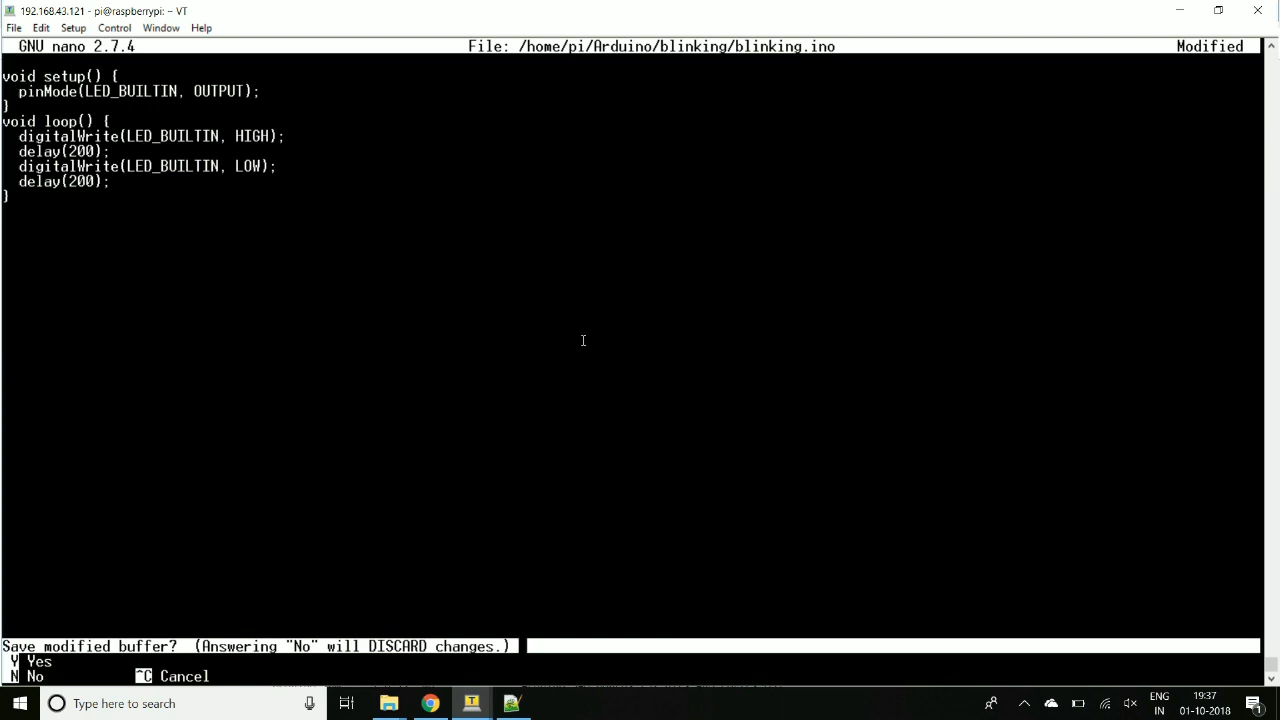 192.168.43.121 - pi@raspberrypi: ~ VT
File Edit Setup Control Window Help
GNU nano 2.7.4 File: /home/pi/Arduino/blinking/blinking.ino Modified
void setup() {
  pinMode(LED_BUILTIN, OUTPUT);
}
void loop() {
  digitalWrite(LED_BUILTIN, HIGH);
  delay(200);
  digitalWrite(LED_BUILTIN, LOW);
  delay(200);
}
Save modified buffer? (Answering "No" will DISCARD changes.)
Y Yes
N No ^C Cancel
Type here to search
ENG 19:37
IN 01-10-2018 1